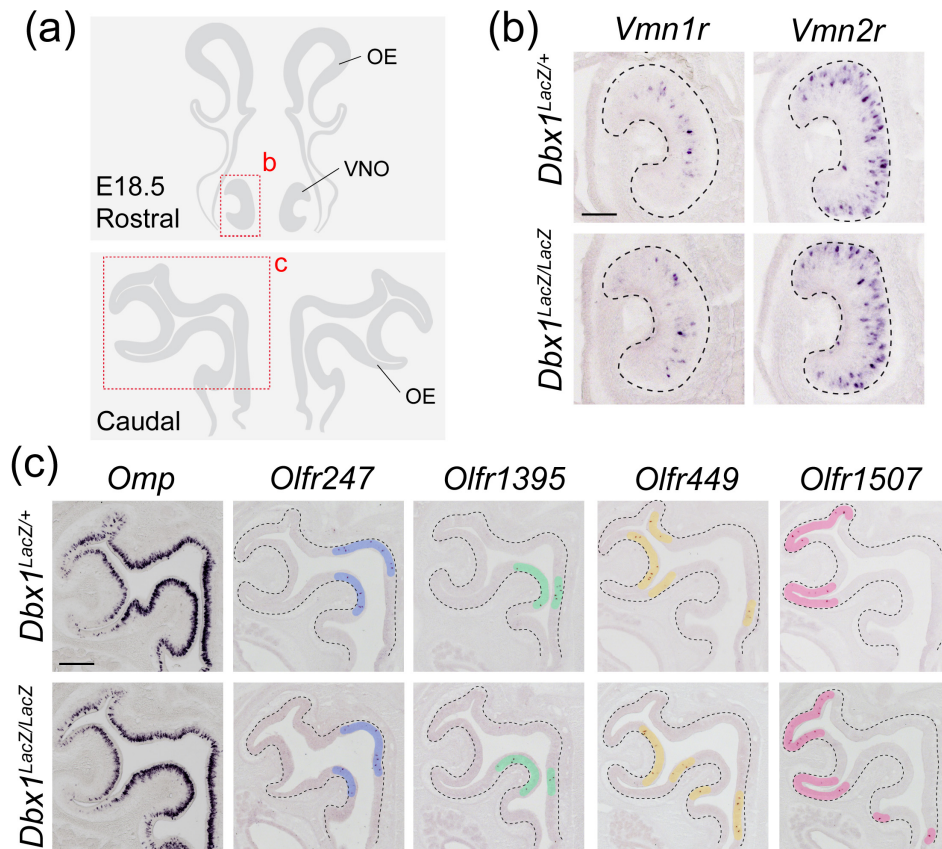 (a)
OE
VNO
b
E18.5
Rostral
c
OE
Caudal
(b)
Vmn1r Vmn2r
Dbx1LacZ/+
Dbx1LacZ/LacZ
(c)
Omp Olfr247 Olfr1395 Olfr449 Olfr1507
Dbx1LacZ/+
Dbx1LacZ/LacZ